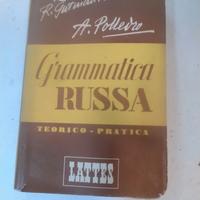 A. Polledro
Grammatica
RUSSA
TEORICO - PRATICA
LATTES